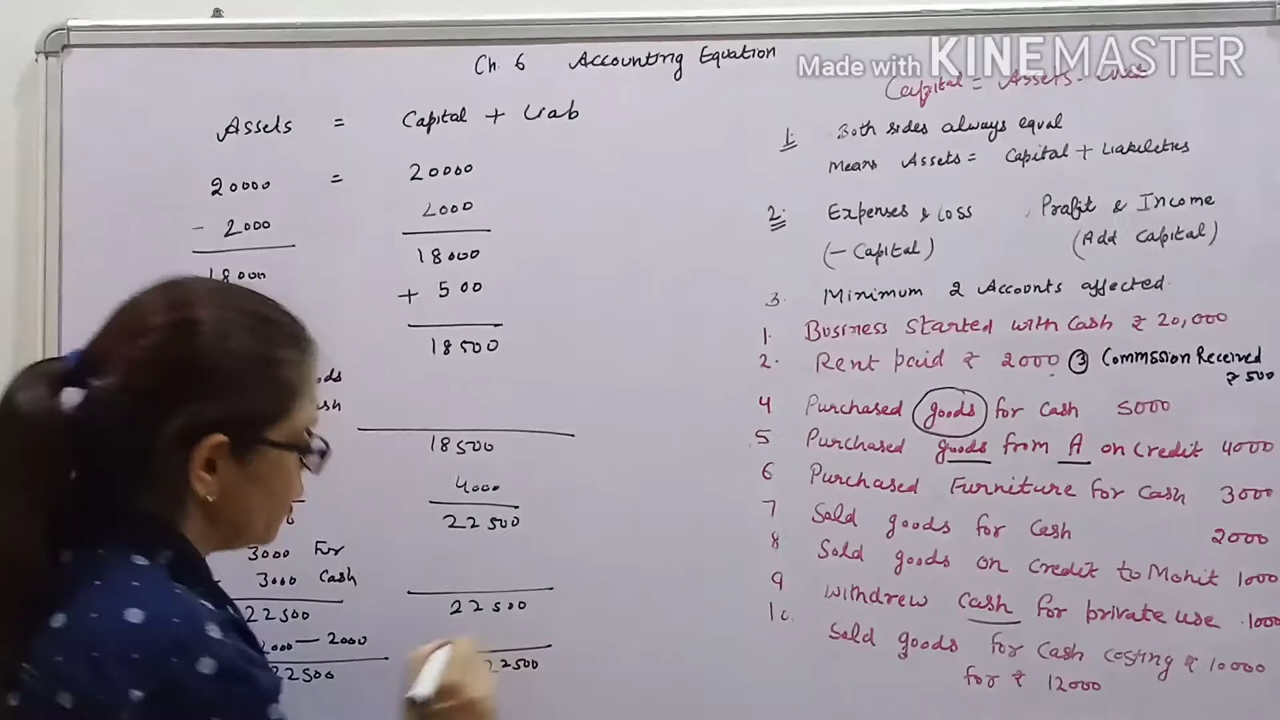 Ch. 6 Accounting Equation
Made with KINEMASTER
Capital = Assets -
Assets = Capital + Liab
20000 = 20000
- 2000 2000
18000 18000
+ 500
18500
18500
4000
22500
3000 Fur
3000 Cash
22500 22500
2000 — 2000
22500 22500
1. Both sides always equal
Means Assets = Capital + Liabilities
2. Expenses & Loss , Profit & Income
(- Capital) (Add Capital)
3. Minimum 2 Accounts affected.
1. Business Started with Cash ₹ 20,000
2. Rent paid ₹ 2000 ③ Commssion Received
₹ 500
4 Purchased goods for Cash 5000
5 Purchased goods from A on Credit 4000
6 Purchased Furniture for Cash 3000
7 Sold goods for Cash 2000
8 Sold goods on Credit to Mohit 1000
9 withdrew Cash for private use 1000
10 Sold goods for Cash costing ₹ 10000
for ₹ 12000